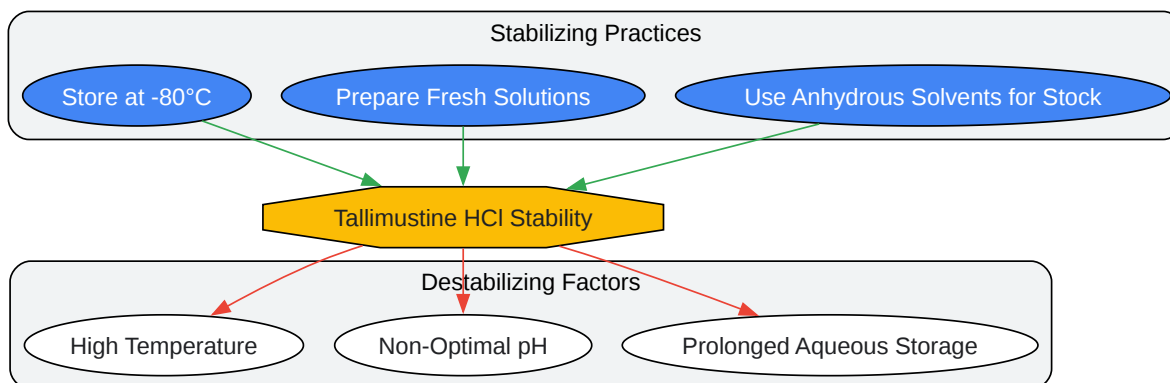 Stabilizing Practices
Store at -80°C
Prepare Fresh Solutions
Use Anhydrous Solvents for Stock
Tallimustine HCl Stability
Destabilizing Factors
High Temperature
Non-Optimal pH
Prolonged Aqueous Storage